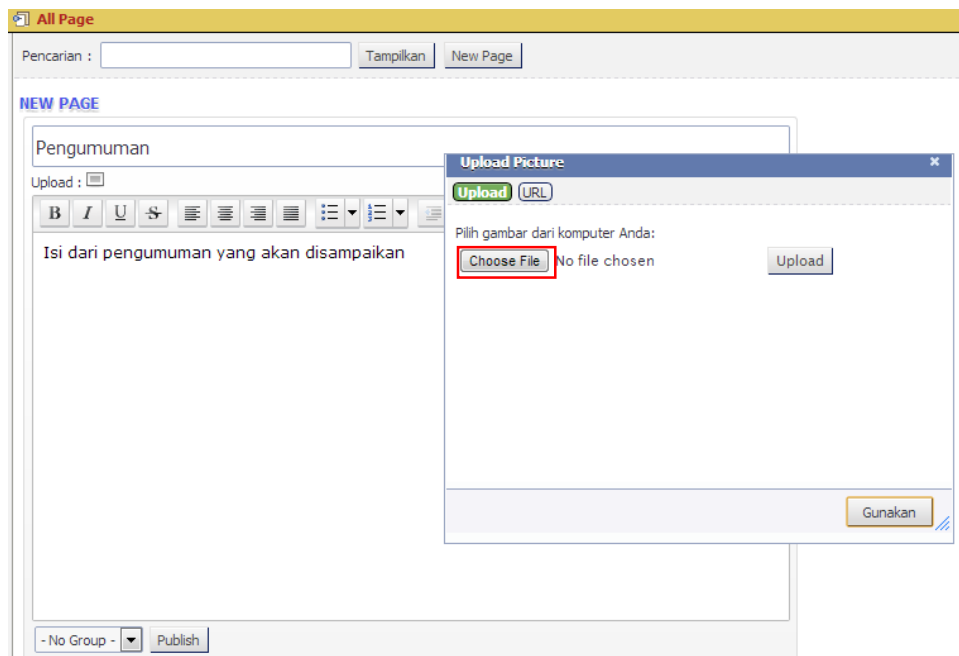 All Page
Pencarian : Tampilkan New Page
NEW PAGE
Pengumuman
Upload :
B I U S
Isi dari pengumuman yang akan disampaikan
Upload Picture ×
Upload URL
Pilih gambar dari komputer Anda:
Choose File No file chosen Upload
Gunakan
- No Group - Publish